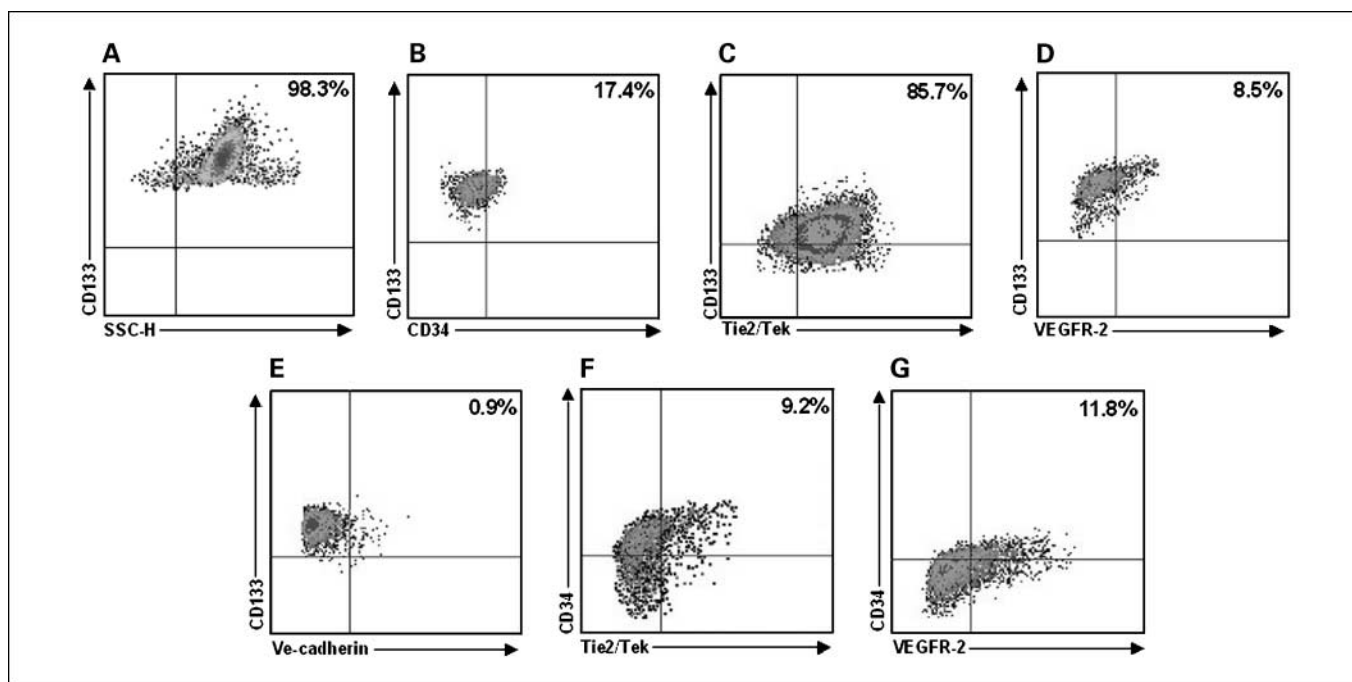 A
98.3%
CD133
SSC-H
B
17.4%
CD133
CD34
C
85.7%
CD133
Tie2/Tek
D
8.5%
CD133
VEGFR-2
E
0.9%
CD133
Ve-cadherin
F
9.2%
CD34
Tie2/Tek
G
11.8%
CD34
VEGFR-2